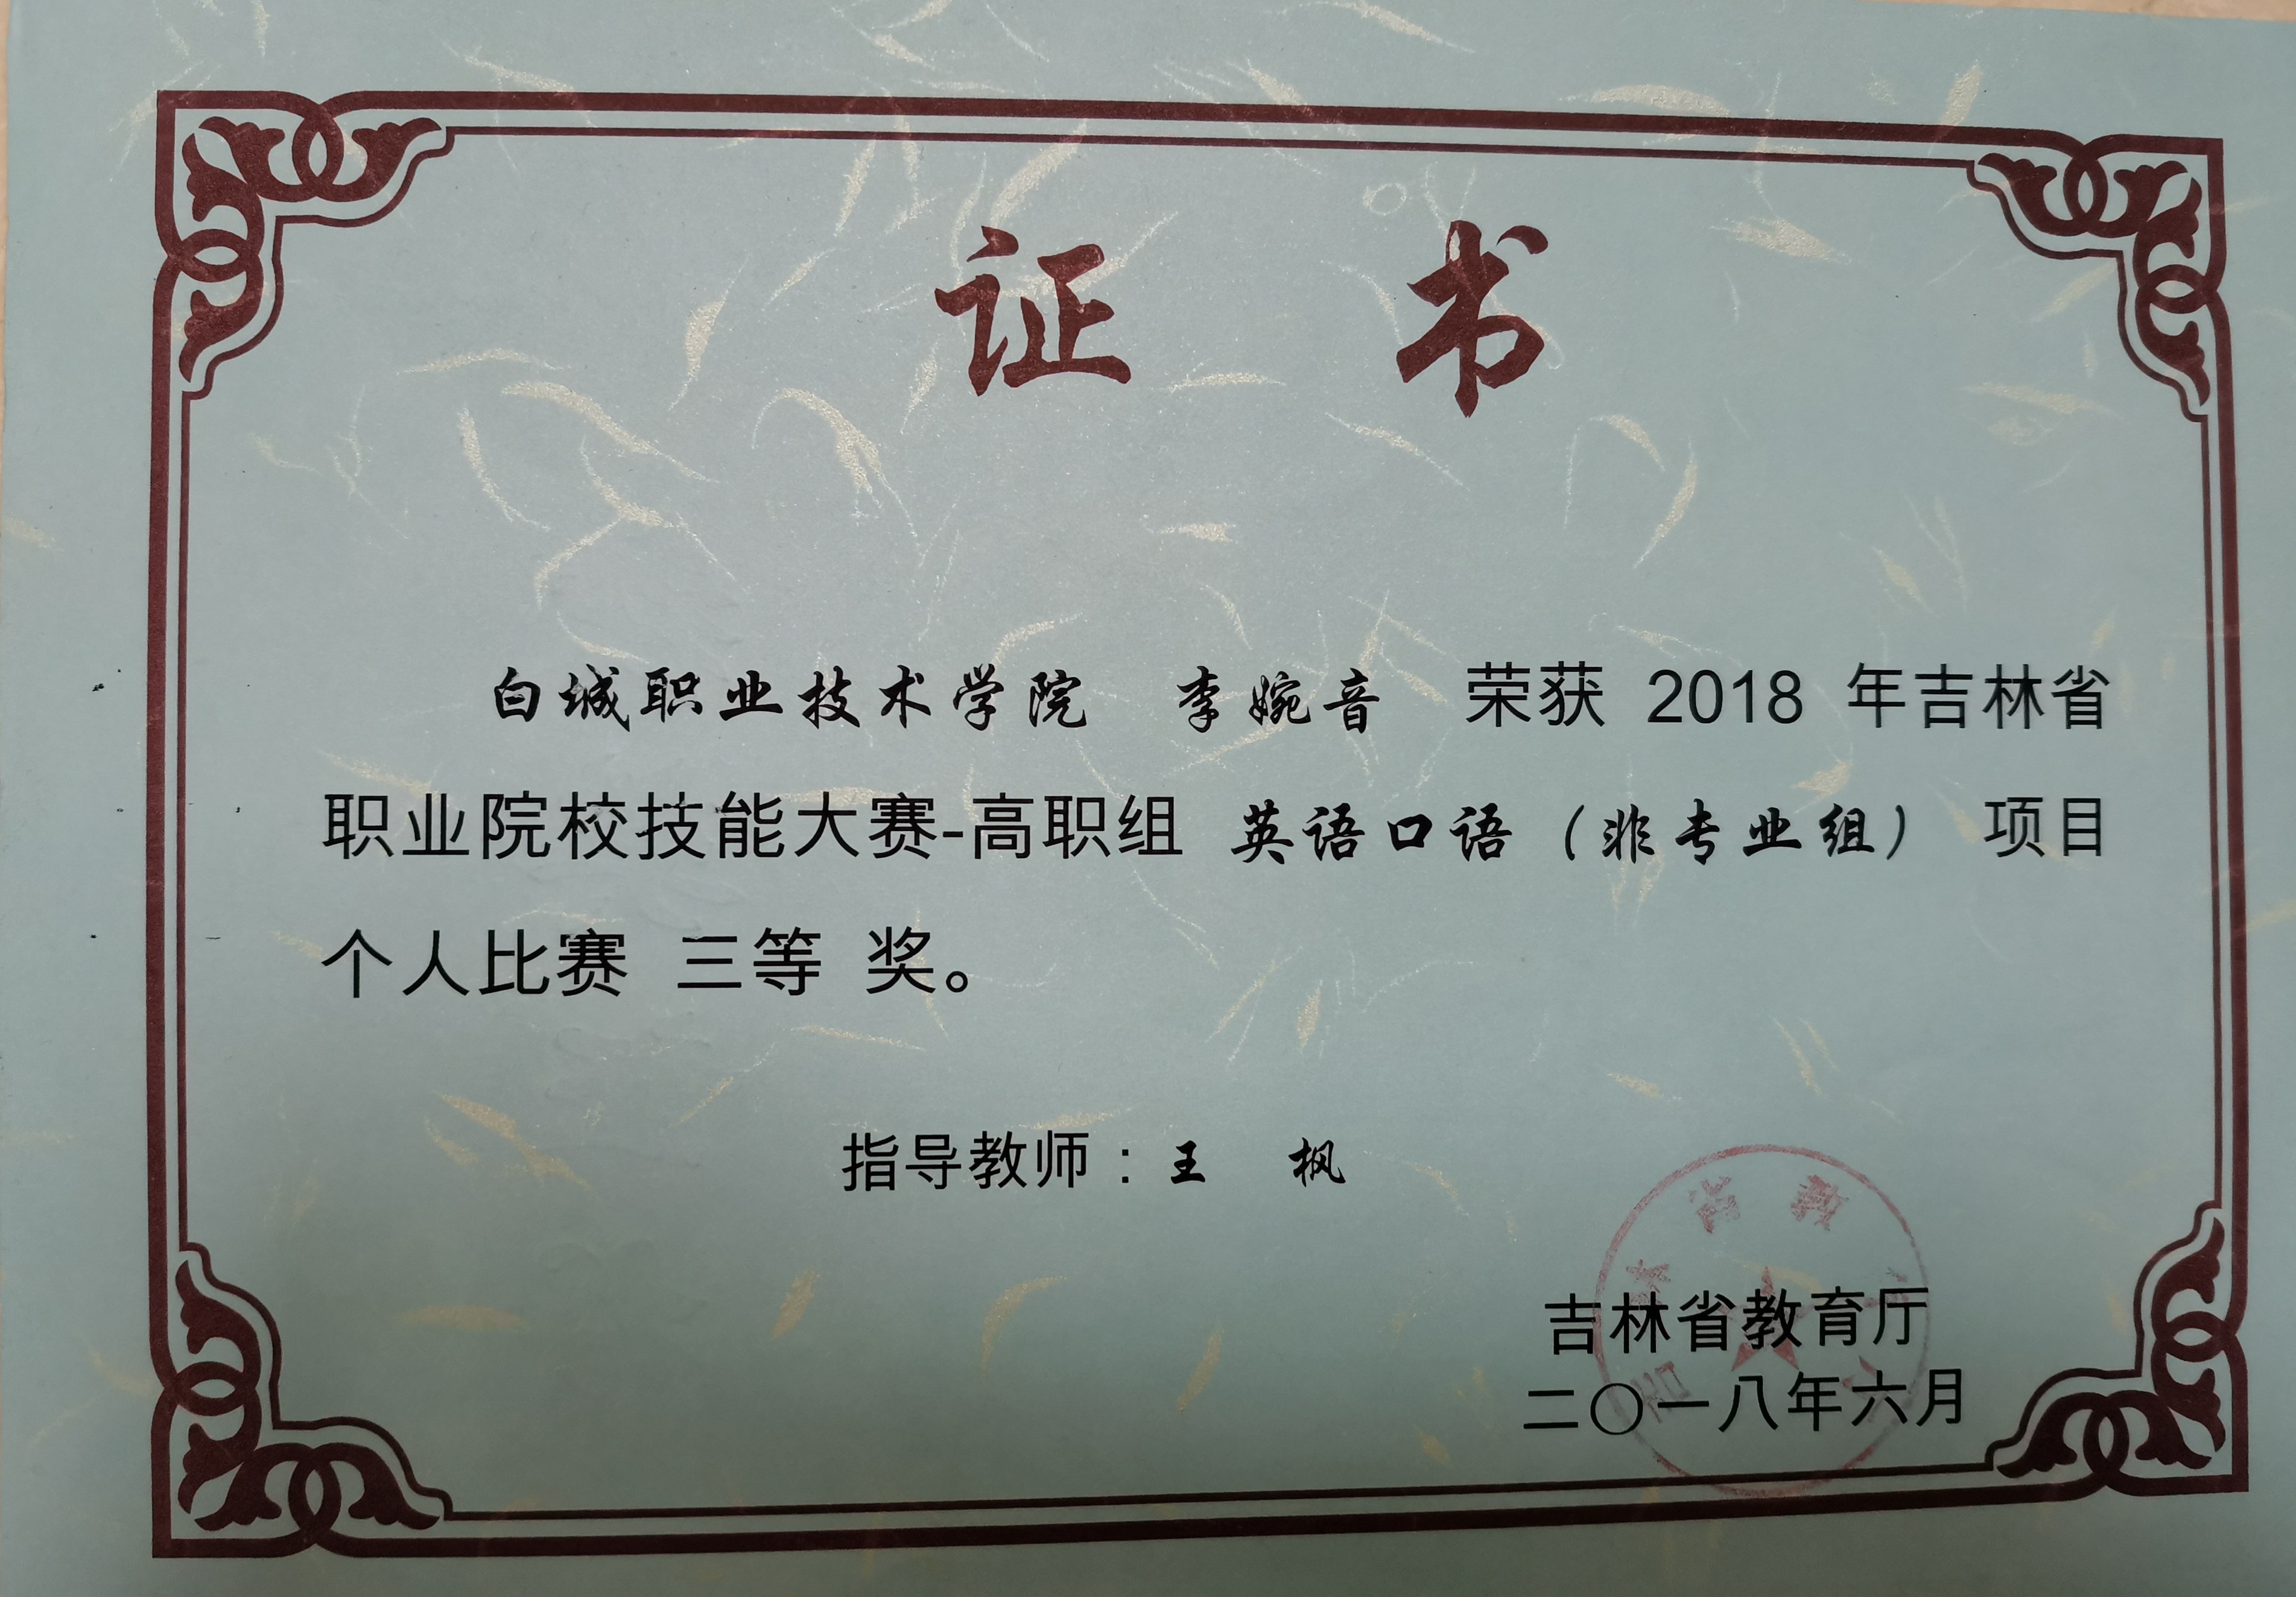 证书
白城职业技术学院 李婉音 荣获 2018 年吉林省
职业院校技能大赛-高职组 英语口语（非专业组） 项目
个人比赛 三等 奖。
指导教师：王 枫
吉林省教育厅
二〇一八年六月
省教